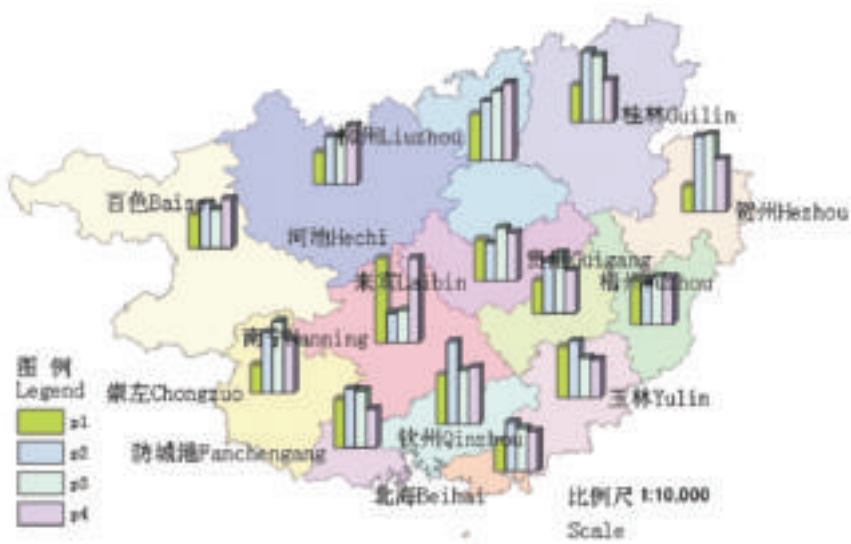 桂林Guilin
柳州Liuzhou
百色Baise
贺州Hezhou
河池Hechi
贵港Guigang
来宾Laibin
梧州Wuzhou
南宁Nanning
图 例
Legend
崇左Chongzuo
玉林Yulin
p1
p2
钦州Qinzhou
防城港Fanchengang
p3
北海Beihai
比例尺 1:10.000
p4
Scale